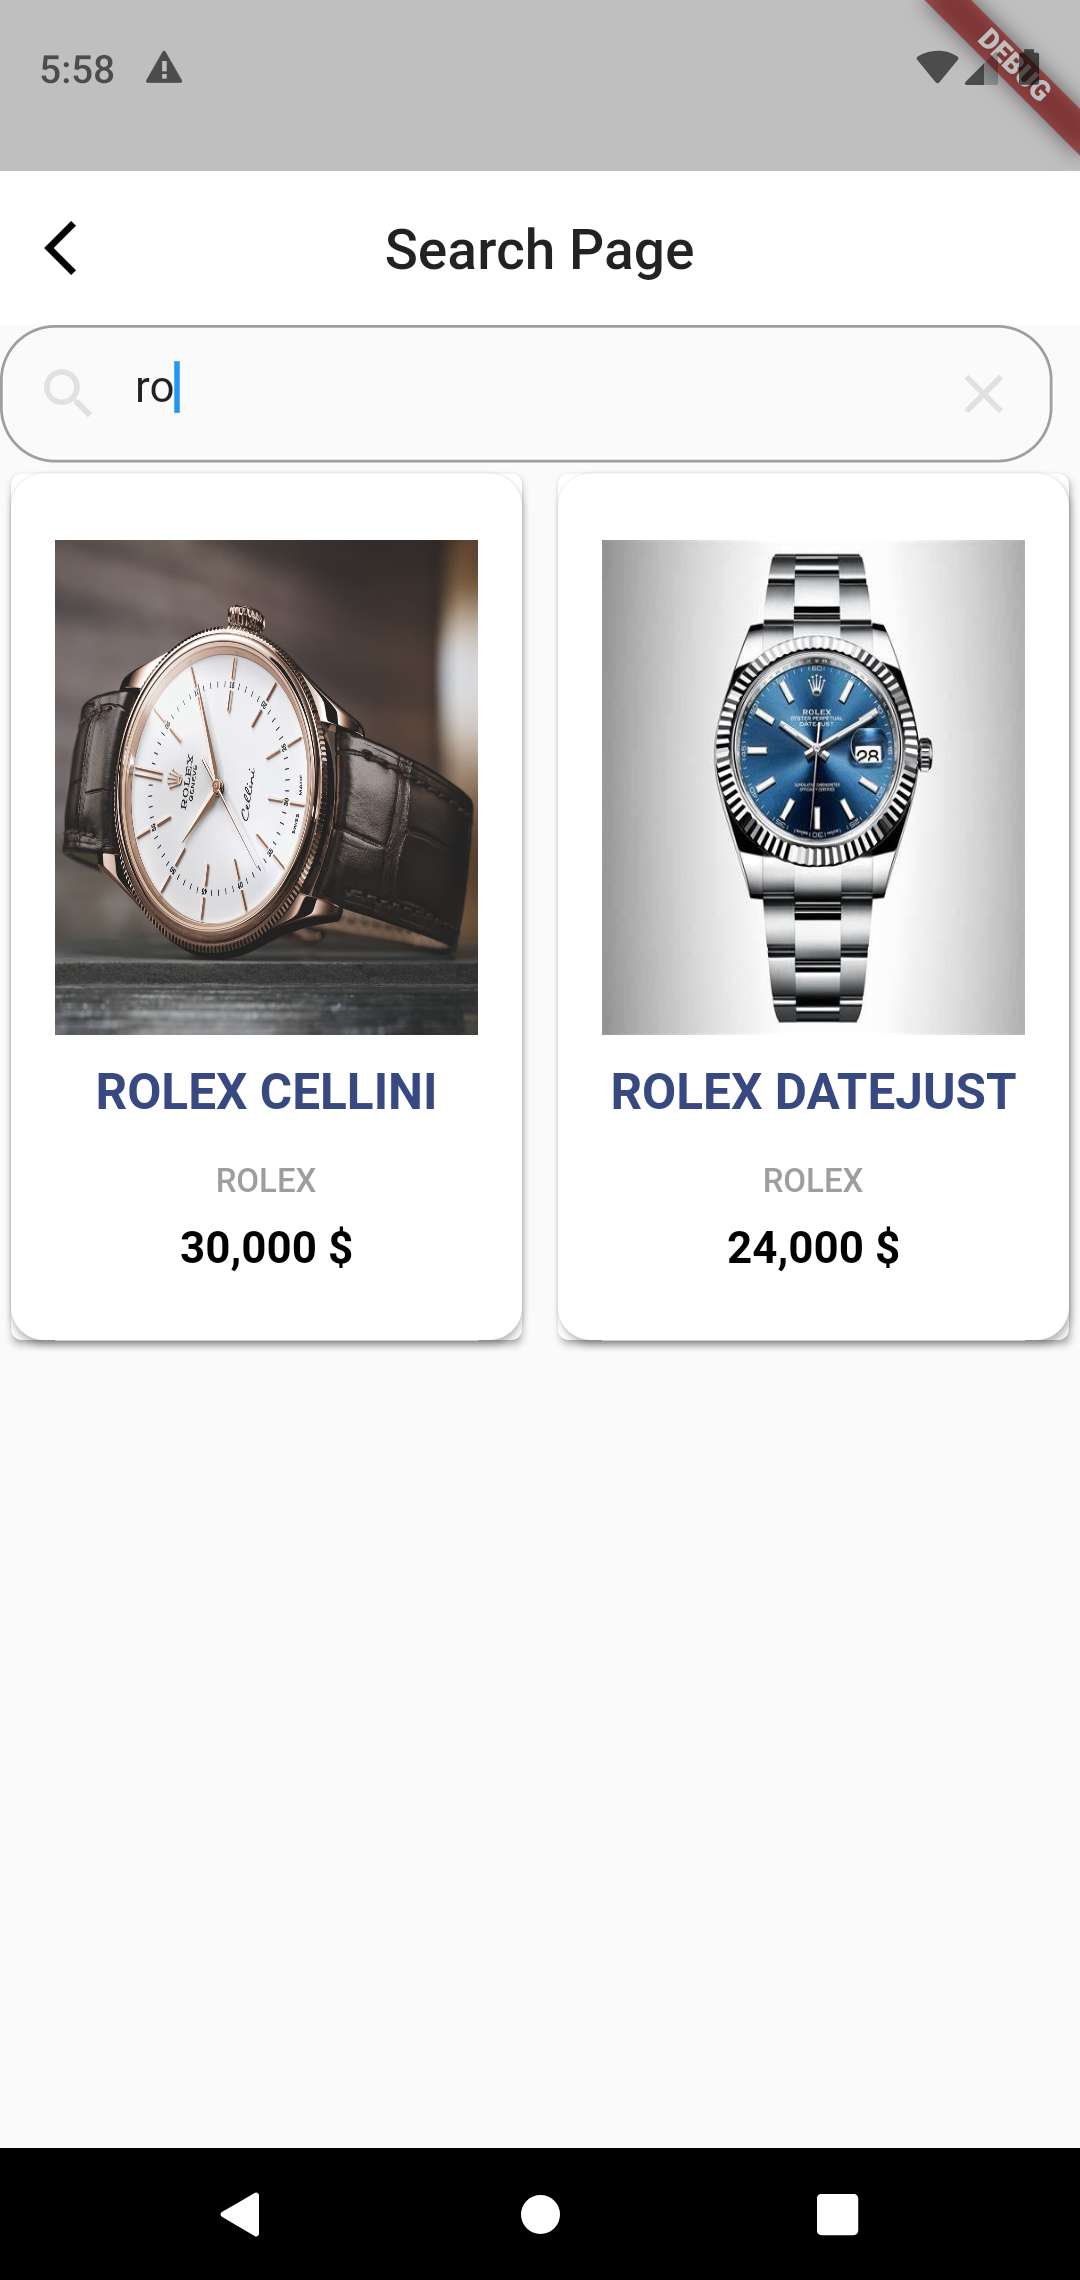 5:58
DEBUG
Search Page
ro
ROLEX
GENEVE
Cellini
ROLEX
OYSTER PERPETUAL
DATEJUST
28
ROLEX CELLINI
ROLEX DATEJUST
ROLEX
ROLEX
30,000 $
24,000 $